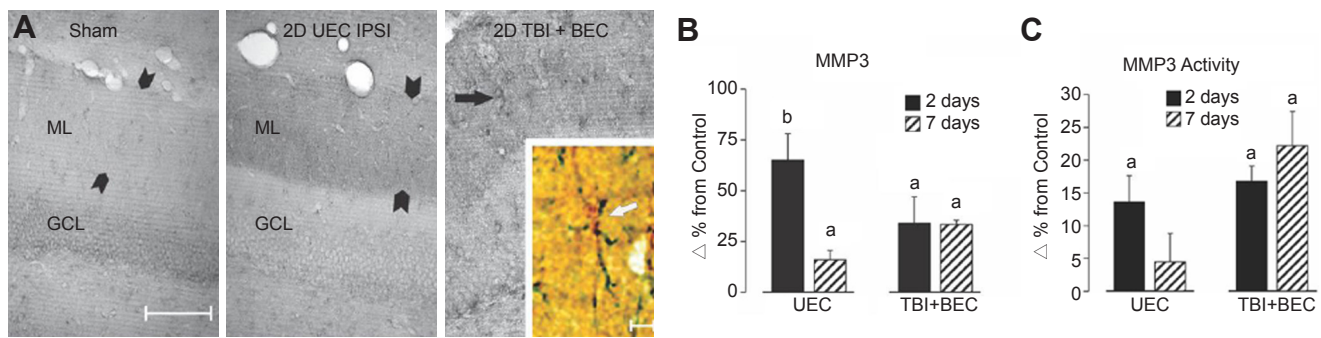 A
Sham
ML
GCL
2D UEC IPSI
ML
GCL
2D TBI + BEC
B
MMP3
2 days
7 days
△ % from Control
100
75
50
25
0
b
a
a
a
UEC
TBI+BEC
C
MMP3 Activity
2 days
7 days
△ % from Control
30
25
20
15
10
5
0
a
a
a
UEC
TBI+BEC